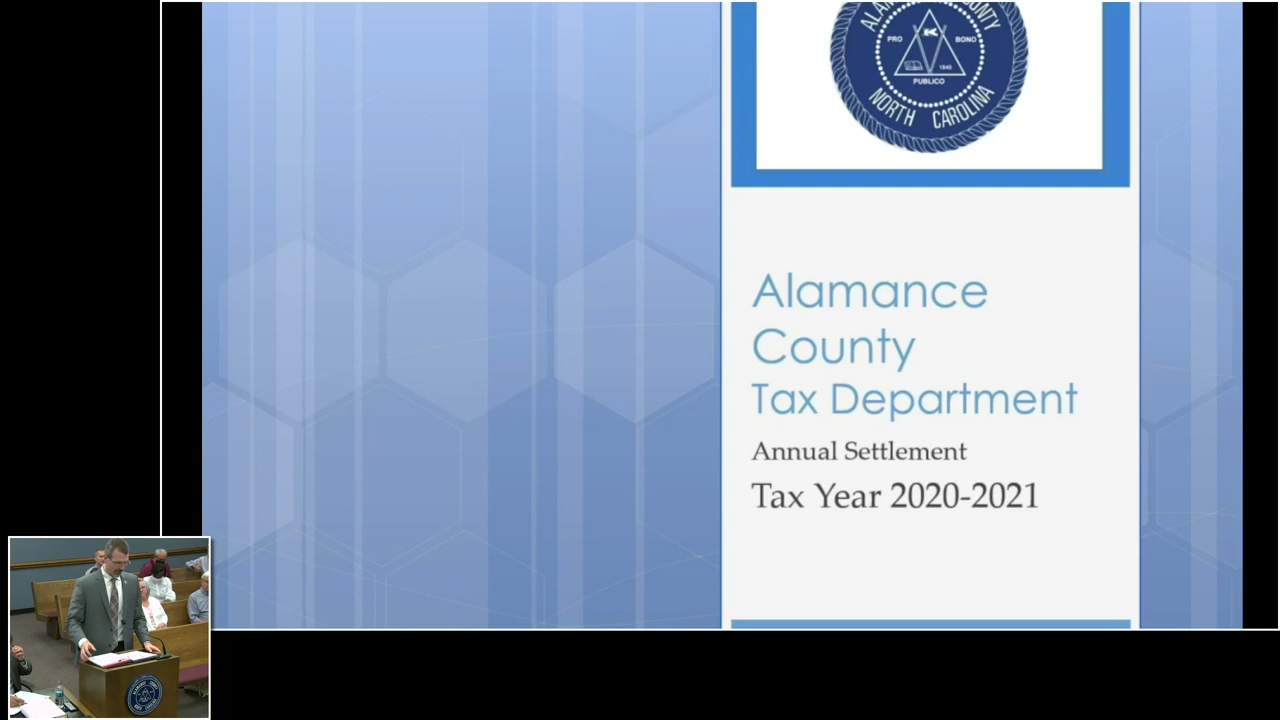 ALAMANCE COUNTY
PRO BONO
1849
PUBLICO
NORTH CAROLINA
Alamance
County
Tax Department
Annual Settlement
Tax Year 2020-2021